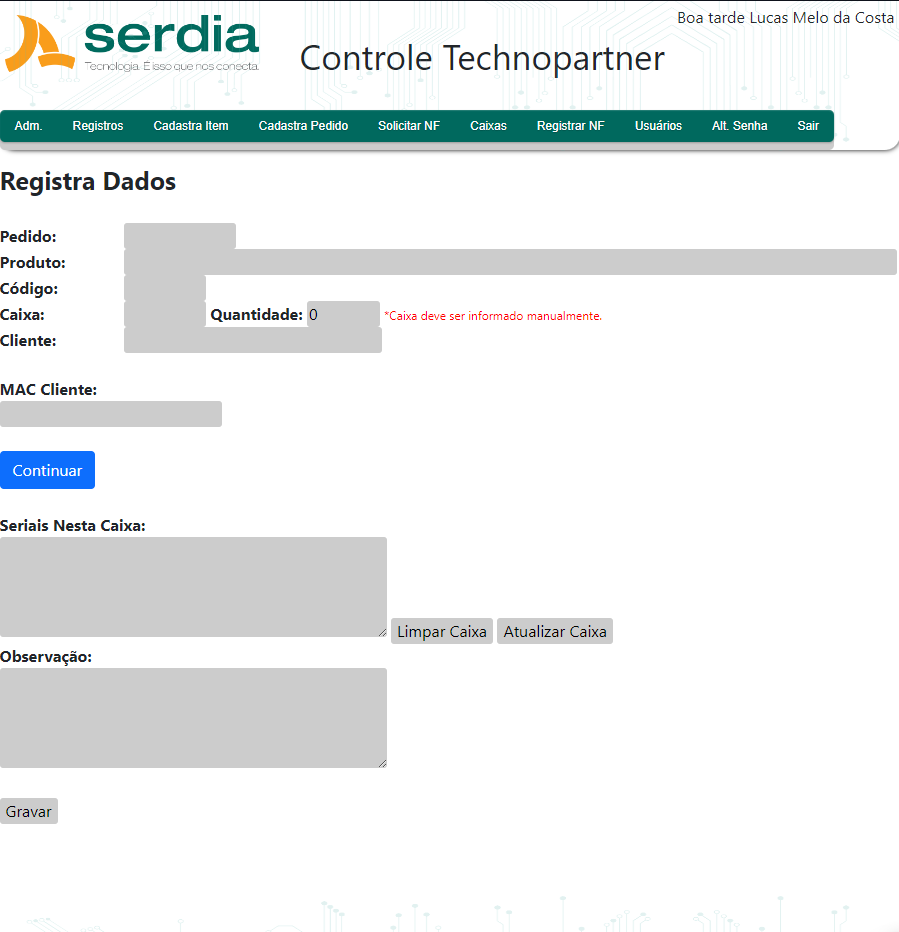 Boa tarde Lucas Melo da Costa
serdia
Tecnologia. É isso que nos conecta.
Controle Technopartner
Adm. Registros Cadastra Item Cadastra Pedido Solicitar NF Caixas Registrar NF Usuários Alt. Senha Sair
Registra Dados
Pedido:
Produto:
Código:
Caixa: Quantidade: 0 *Caixa deve ser informado manualmente.
Cliente:
MAC Cliente:
Continuar
Seriais Nesta Caixa:
Limpar Caixa Atualizar Caixa
Observação:
Gravar